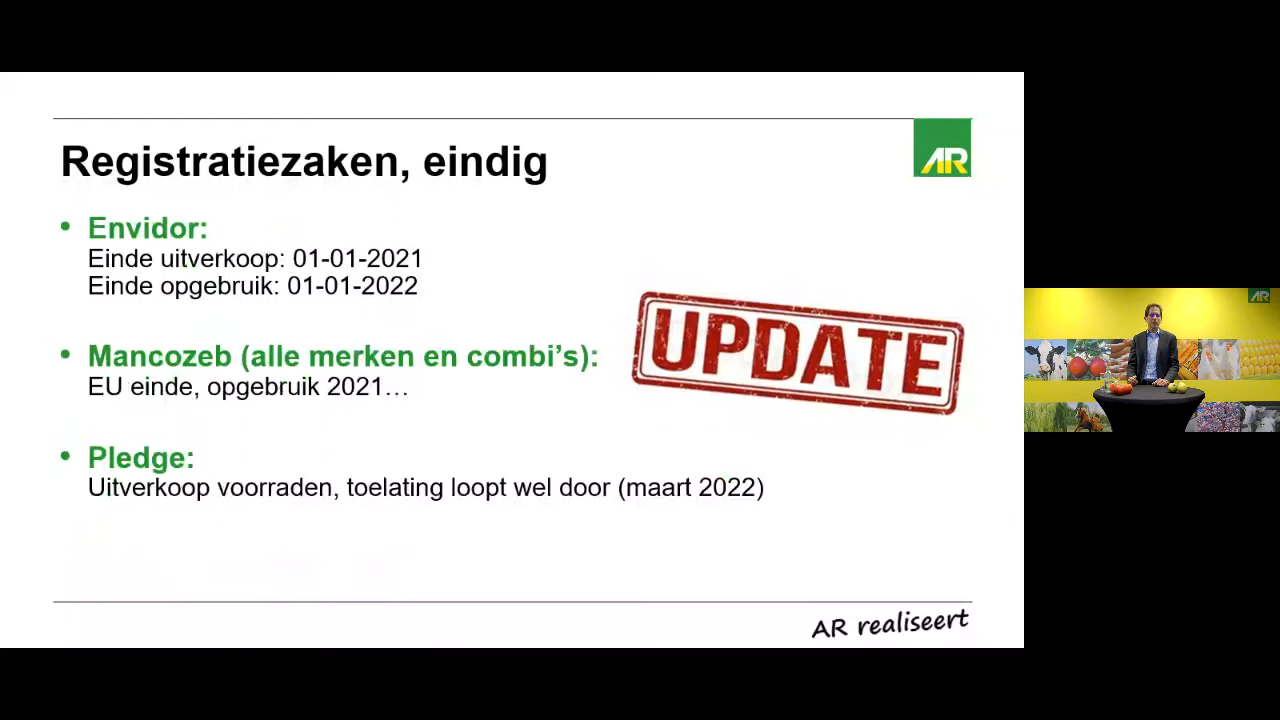 AR
Registratiezaken, eindig
• Envidor:
Einde uitverkoop: 01-01-2021
Einde opgebruik: 01-01-2022
UPDATE
• Mancozeb (alle merken en combi’s):
EU einde, opgebruik 2021…
• Pledge:
Uitverkoop voorraden, toelating loopt wel door (maart 2022)
AR realiseert
AR